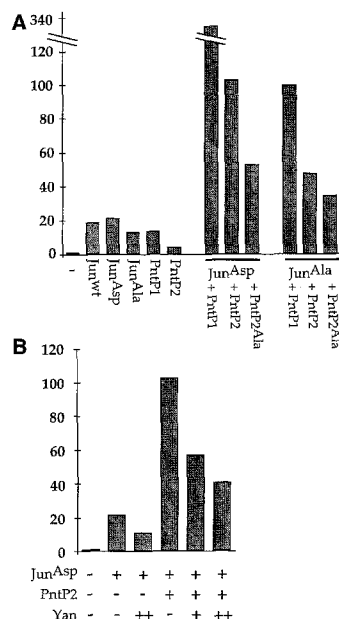 A
340
120
100
80
60
40
20
0
-
Junwt
JunAsp
JunAla
PntP1
PntP2
JunAsp
+ PntP1
+ PntP2
+ PntP2Ala
JunAla
+ PntP1
+ PntP2
+ PntP2Ala
B
120
100
80
60
40
20
0
JunAsp - + + + + +
PntP2 - - - + + +
Yan - - ++ - + ++